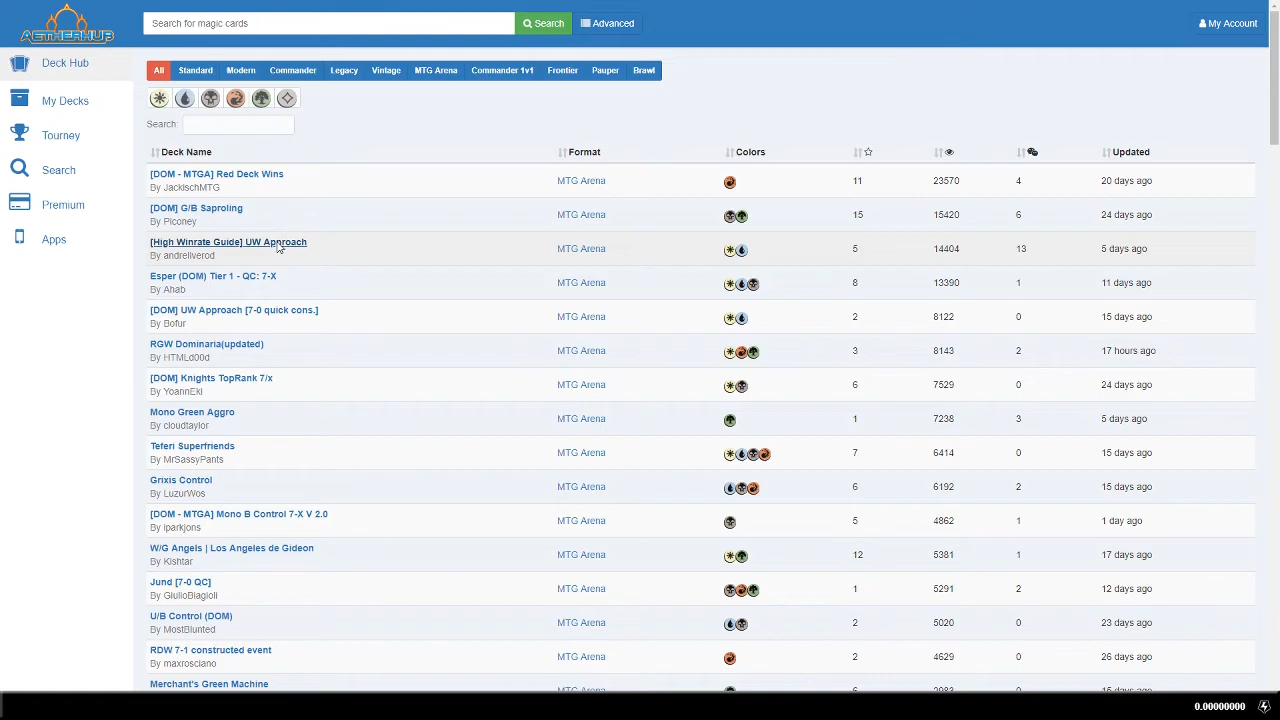 AETHERHUB
Search for magic cards
Search
Advanced
My Account
Deck Hub
My Decks
Tourney
Search
Premium
Apps
All Standard Modern Commander Legacy Vintage MTG Arena Commander 1v1 Frontier Pauper Brawl
Search:
Deck Name Format Colors Updated
[DOM - MTGA] Red Deck Wins
By JackischMTG
MTG Arena 11 23570 4 20 days ago
[DOM] G/B Saproling
By Piconey
MTG Arena 15 15420 6 24 days ago
[High Winrate Guide] UW Approach
By andreliverod
MTG Arena 5 14404 13 5 days ago
Esper (DOM) Tier 1 - QC: 7-X
By Ahab
MTG Arena 8 13390 1 11 days ago
[DOM] UW Approach [7-0 quick cons.]
By Bofur
MTG Arena 2 8122 0 15 days ago
RGW Dominaria(updated)
By HTMLd00d
MTG Arena 3 8143 2 17 hours ago
[DOM] Knights TopRank 7/x
By YoannEki
MTG Arena 6 7529 0 24 days ago
Mono Green Aggro
By cloudtaylor
MTG Arena 1 7238 3 5 days ago
Teferi Superfriends
By MrSassyPants
MTG Arena 7 6414 0 15 days ago
Grixis Control
By LuzurWos
MTG Arena 6 6192 2 15 days ago
[DOM - MTGA] Mono B Control 7-X V 2.0
By iparkjons
MTG Arena 5 4862 1 1 day ago
W/G Angels | Los Angeles de Gideon
By Kishtar
MTG Arena 12 5381 1 17 days ago
Jund [7-0 QC]
By GiulioBiagioli
MTG Arena 1 5291 2 12 days ago
U/B Control (DOM)
By MostBlunted
MTG Arena 2 5020 0 23 days ago
RDW 7-1 constructed event
By maxrosciano
MTG Arena 2 4629 0 26 days ago
Merchant's Green Machine
0.00000000